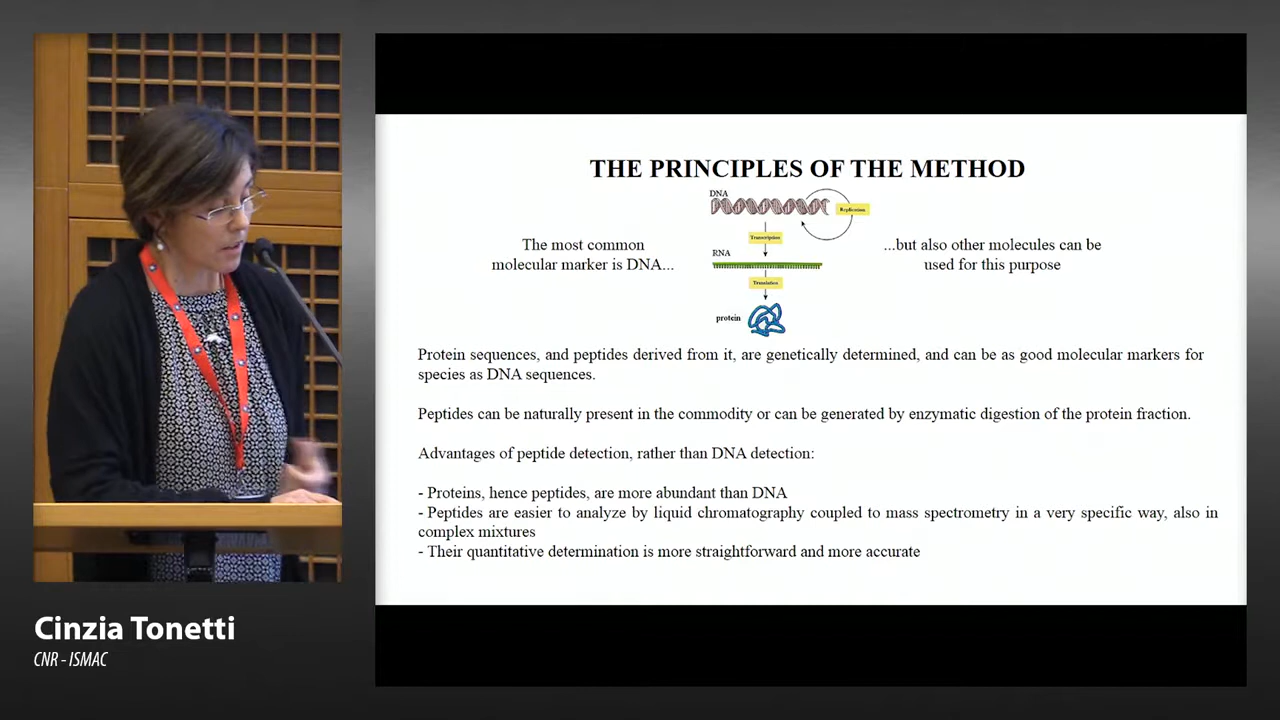 THE PRINCIPLES OF THE METHOD
DNA
Replication
The most common
molecular marker is DNA...
Transcription
RNA
Translation
protein
...but also other molecules can be
used for this purpose
Protein sequences, and peptides derived from it, are genetically determined, and can be as good molecular markers for
species as DNA sequences.
Peptides can be naturally present in the commodity or can be generated by enzymatic digestion of the protein fraction.
Advantages of peptide detection, rather than DNA detection:
- Proteins, hence peptides, are more abundant than DNA
- Peptides are easier to analyze by liquid chromatography coupled to mass spectrometry in a very specific way, also in
complex mixtures
- Their quantitative determination is more straightforward and more accurate
Cinzia Tonetti
CNR - ISMAC